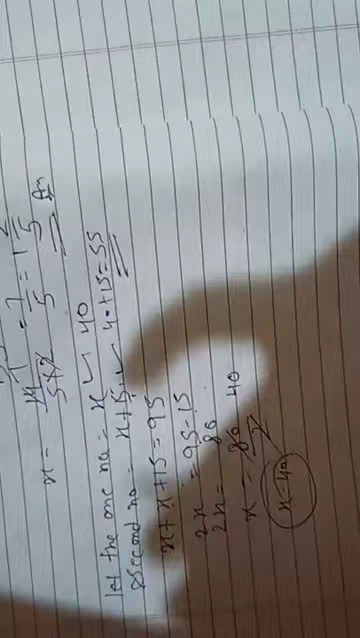 x = 14/5×2 = 7/5 = 1 2/5 Ans
let the one no = x 40
second no = x+15 40+15=55
x+x+15=95
2x = 95-15
2x = 80
x = 80/2 40
x=40